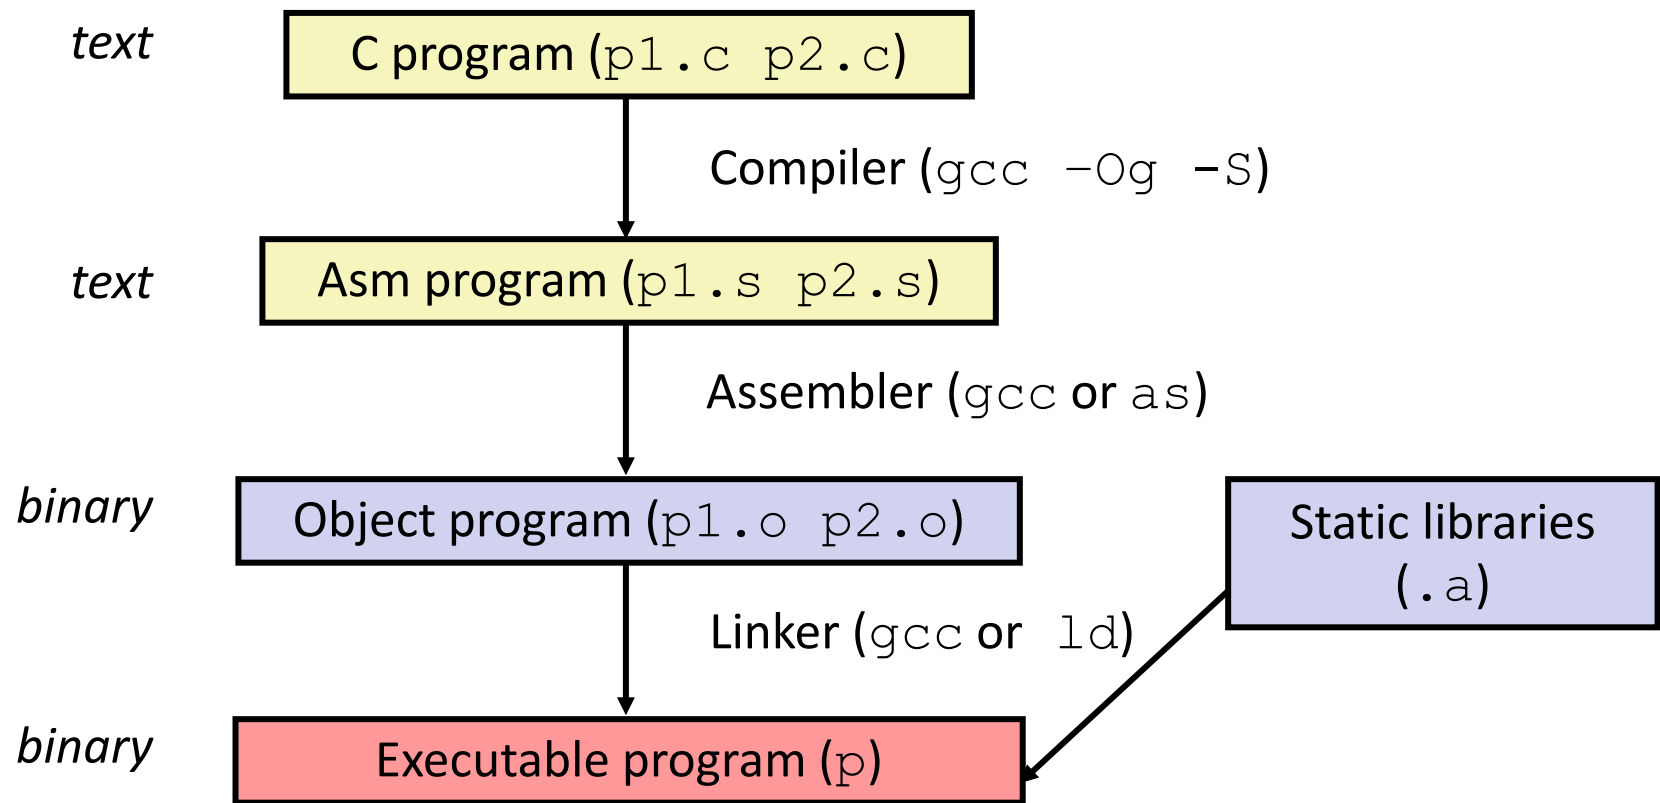 text
C program (p1.c p2.c)
Compiler (gcc –Og -S)
text
Asm program (p1.s p2.s)
Assembler (gcc or as)
binary
Object program (p1.o p2.o)
Static libraries
(.a)
Linker (gcc or ld)
binary
Executable program (p)